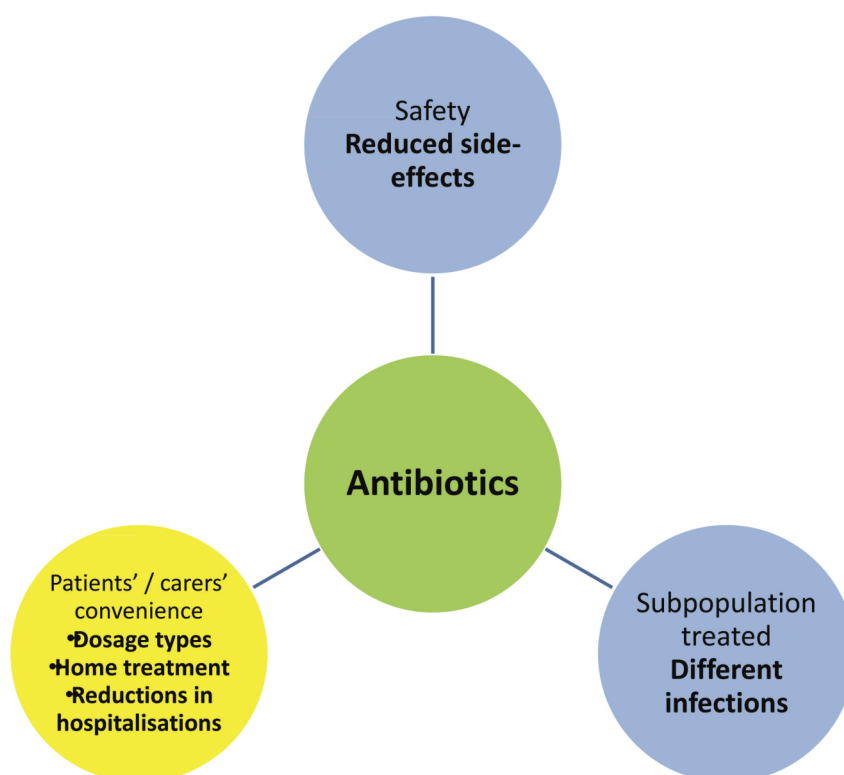 Safety
Reduced side-
effects
Antibiotics
Patients’ / carers’
convenience
•Dosage types
•Home treatment
•Reductions in
hospitalisations
Subpopulation
treated
Different
infections